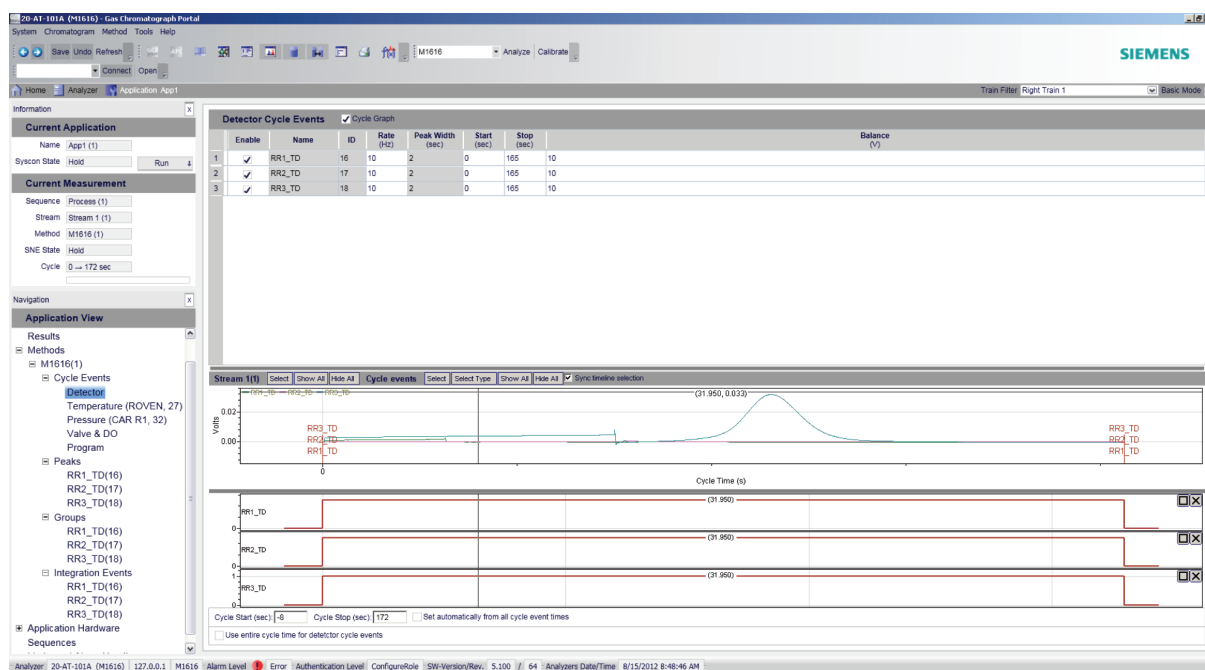 20-AT-101A (M1616) - Gas Chromatograph Portal
System Chromatogram Method Tools Help
Save Undo Refresh M1616 Analyze Calibrate
Connect Open
SIEMENS
Home Analyzer Application App1 Train Filter Right Train 1 Basic Mode
Information
Current Application
Name App1 (1)
Syscon State Hold Run
Current Measurement
Sequence Process (1)
Stream Stream 1 (1)
Method M1616 (1)
SNE State Hold
Cycle 0 → 172 sec
Navigation
Application View
Results
Methods
M1616(1)
Cycle Events
Detector
Temperature (ROVEN, 27)
Pressure (CAR R1, 32)
Valve & DO
Program
Peaks
RR1_TD(16)
RR2_TD(17)
RR3_TD(18)
Groups
RR1_TD(16)
RR2_TD(17)
RR3_TD(18)
Integration Events
RR1_TD(16)
RR2_TD(17)
RR3_TD(18)
Application Hardware
Sequences
Detector Cycle Events Cycle Graph
Enable Name ID Rate (Hz) Peak Width (sec) Start (sec) Stop (sec) Balance (V)
1 RR1_TD 16 10 2 0 165 10
2 RR2_TD 17 10 2 0 165 10
3 RR3_TD 18 10 2 0 165 10
Stream 1(1) Select Show All Hide All Cycle events Select Select Type Show All Hide All Sync timeline selection
RR1_TD RR2_TD RR3_TD (31.950, 0.033)
Volts
0.02
0.00
RR3_TD RR3_TD
RR2_TD RR2_TD
RR1_TD RR1_TD
0
Cycle Time (s)
(31.950)
RR1_TD
0
(31.950)
RR2_TD
0
(31.950)
1
RR3_TD
0
Cycle Start (sec): -8 Cycle Stop (sec): 172 Set automatically from all cycle event times
Use entire cycle time for detetctor cycle events
Analyzer 20-AT-101A (M1616) 127.0.0.1 M1616 Alarm Level Error Authentication Level ConfigureRole SW-Version/Rev. 5.100 / 64 Analyzers Date/Time 8/15/2012 8:48:46 AM